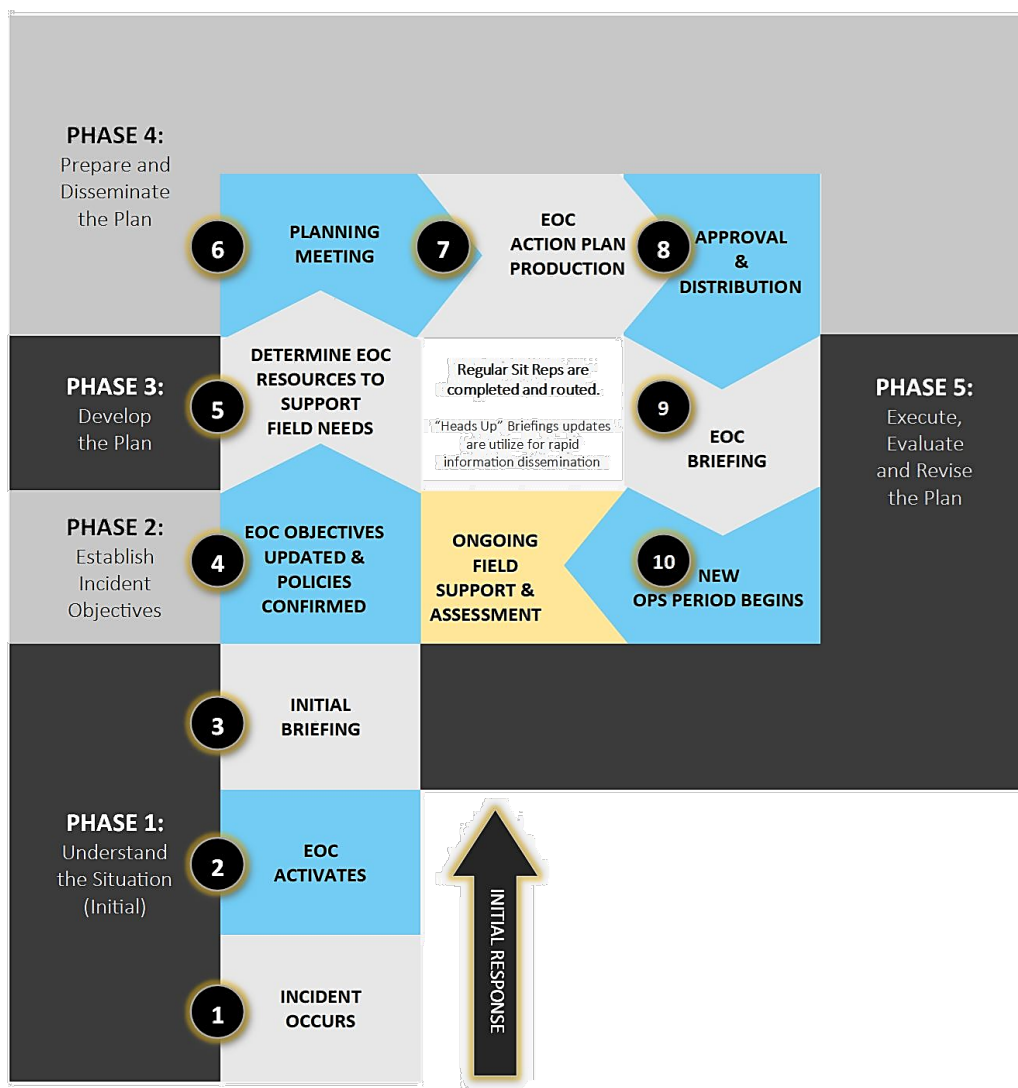 PHASE 4:
Prepare and
Disseminate
the Plan
6
PLANNING
MEETING
7
EOC
ACTION PLAN
PRODUCTION
8
APPROVAL
&
DISTRIBUTION
PHASE 3:
Develop
the Plan
5
DETERMINE EOC
RESOURCES TO
SUPPORT
FIELD NEEDS
Regular Sit Reps are
completed and routed.
“Heads Up” Briefings updates
are utilize for rapid
information dissemination
9
EOC
BRIEFING
PHASE 5:
Execute,
Evaluate
and Revise
the Plan
PHASE 2:
Establish
Incident
Objectives
4
EOC OBJECTIVES
UPDATED &
POLICIES
CONFIRMED
ONGOING
FIELD
SUPPORT &
ASSESSMENT
10
NEW
OPS PERIOD BEGINS
3
INITIAL
BRIEFING
PHASE 1:
Understand
the Situation
(Initial)
2
EOC
ACTIVATES
1
INCIDENT
OCCURS
INITIAL RESPONSE